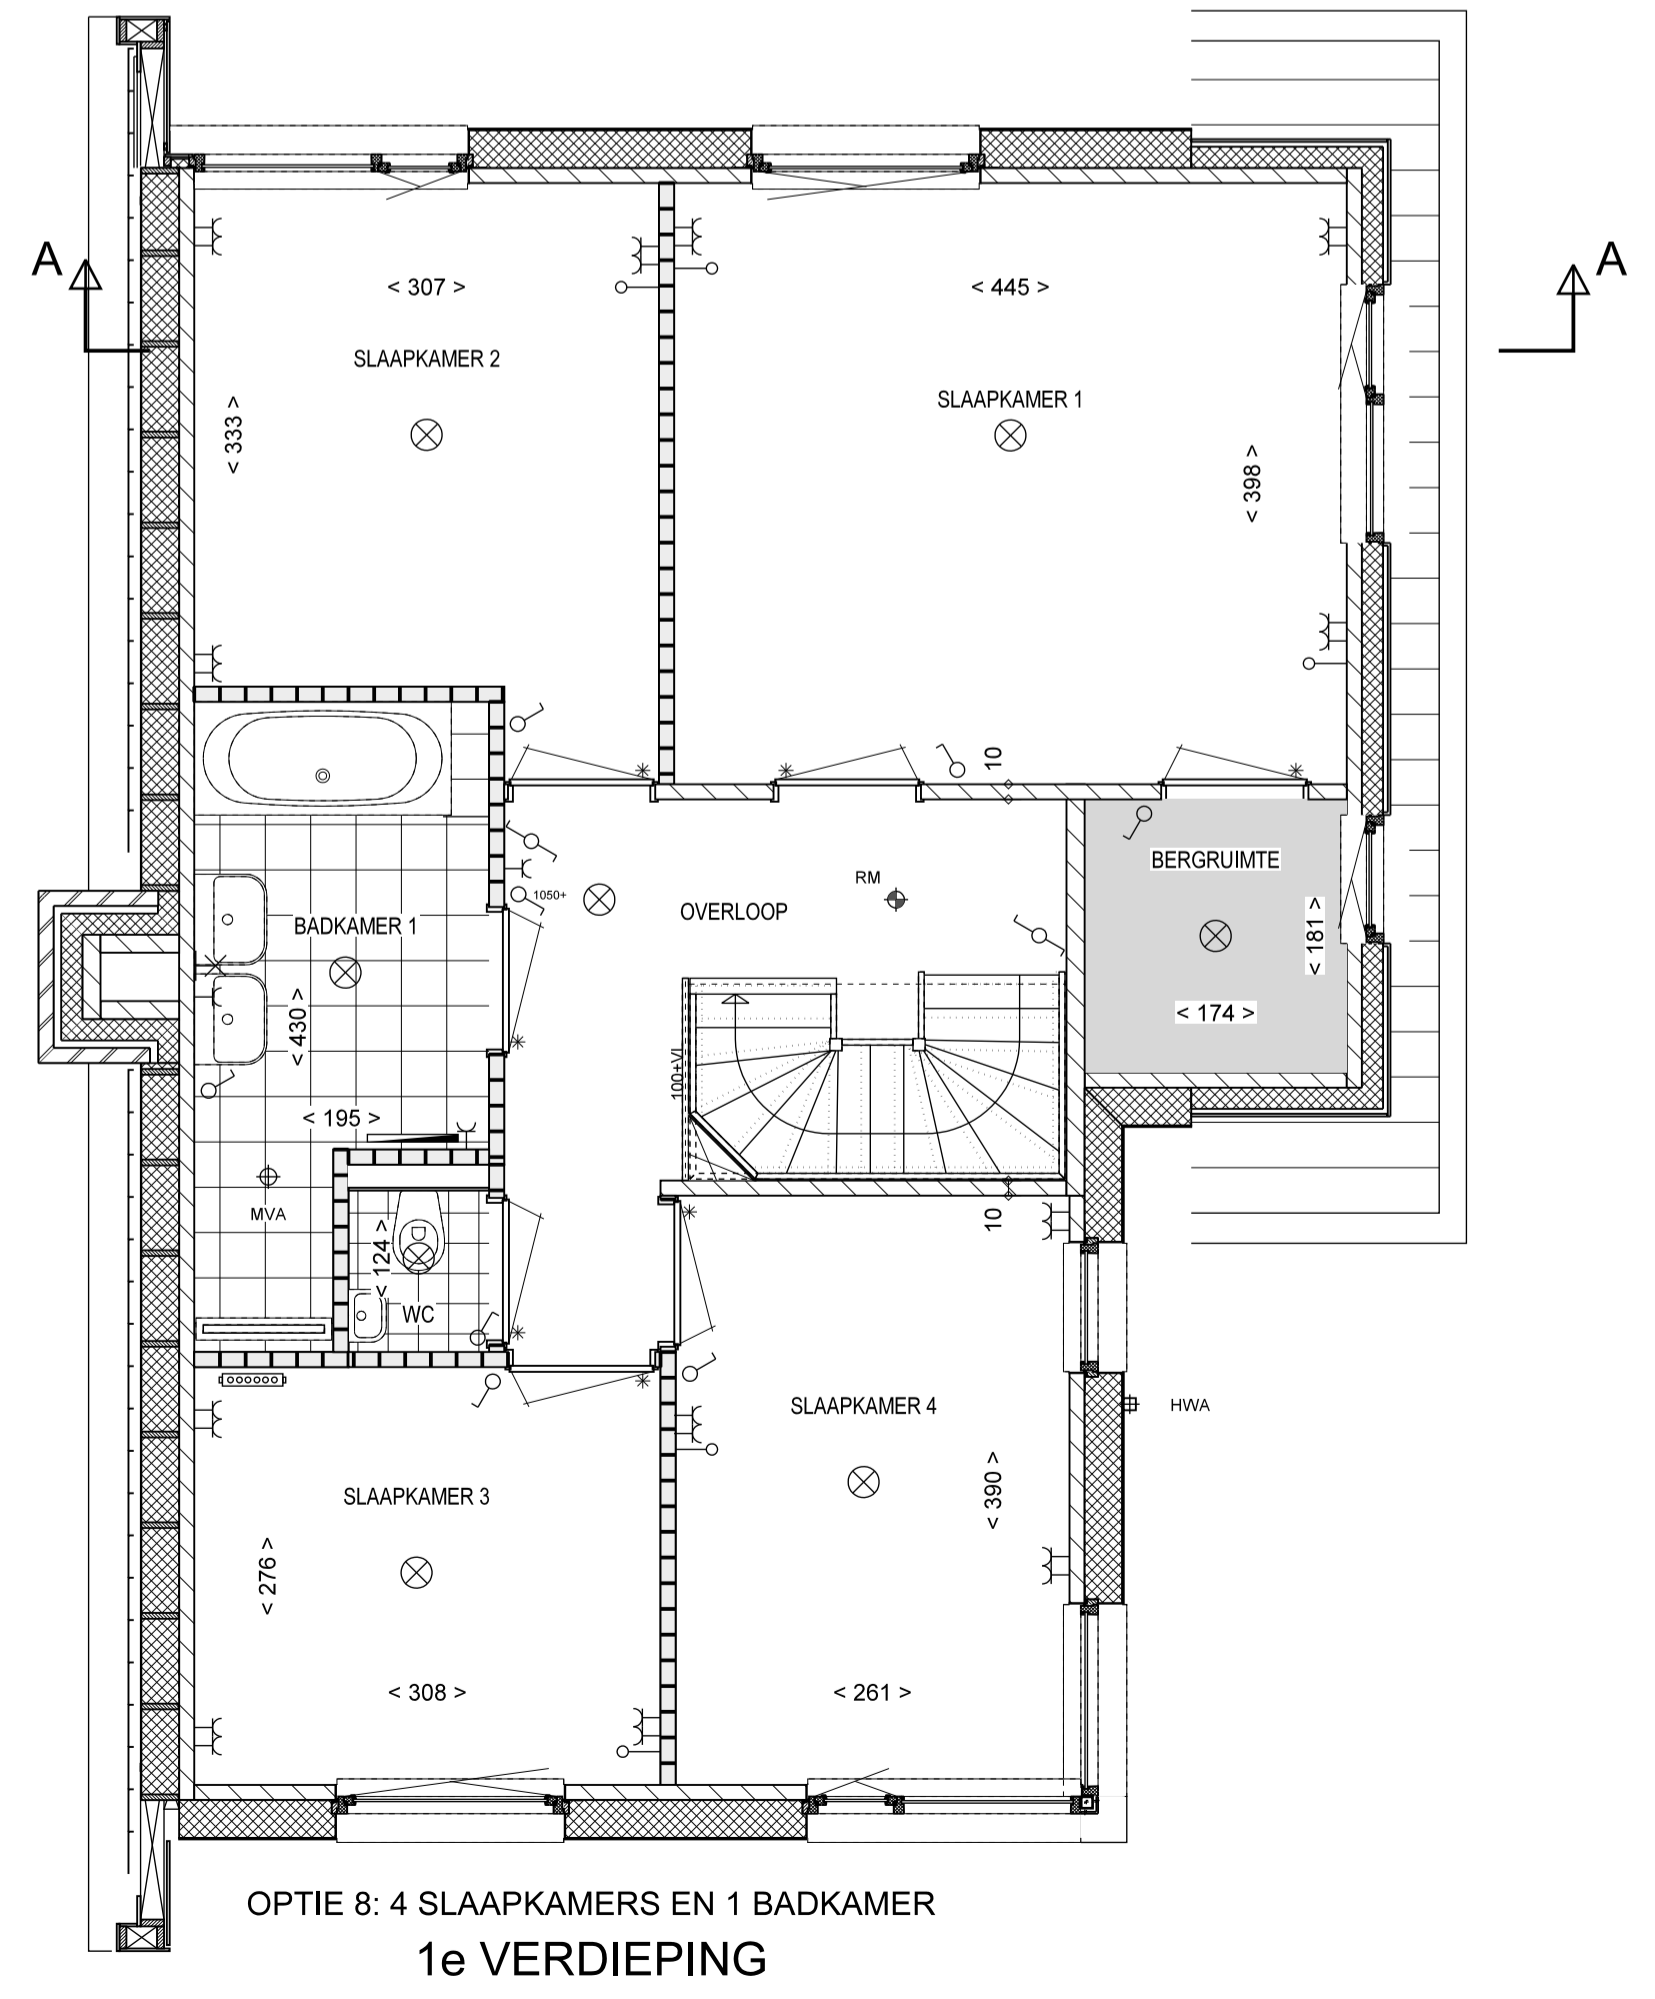 A
A
< 307 >
< 445 >
SLAAPKAMER 2
SLAAPKAMER 1
< 333 >
< 398 >
10
BERGRUIMTE
RM
1050+
OVERLOOP
BADKAMER 1
< 181 >
< 174 >
< 430 >
100+VI
< 195 >
MVA
< 124 >
WC
10
SLAAPKAMER 4
HWA
< 390 >
SLAAPKAMER 3
< 276 >
< 308 >
< 261 >
OPTIE 8: 4 SLAAPKAMERS EN 1 BADKAMER
1e VERDIEPING